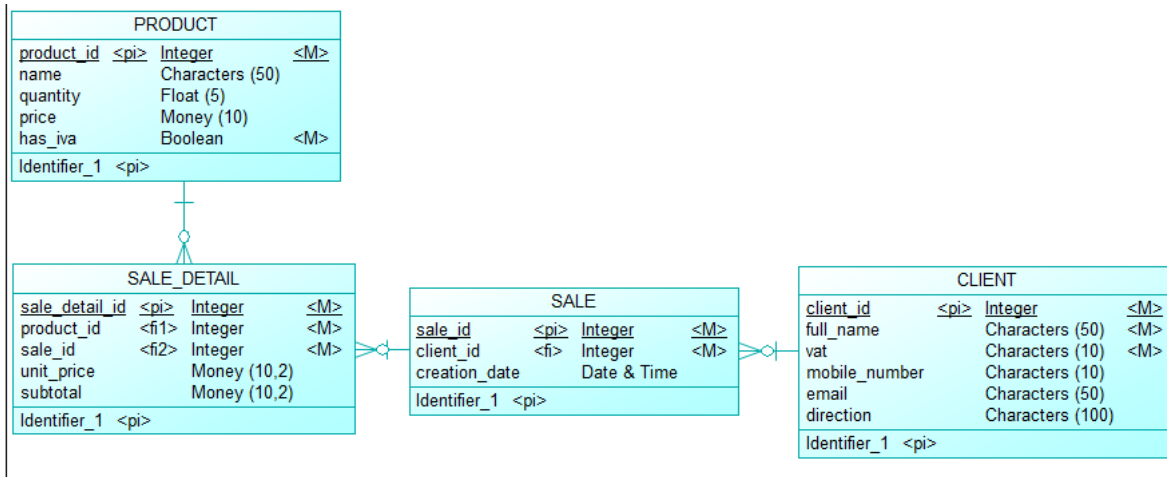 PRODUCT
product_id <pi> Integer <M>
name Characters (50)
quantity Float (5)
price Money (10)
has_iva Boolean <M>
Identifier_1 <pi>
SALE_DETAIL
sale_detail_id <pi> Integer <M>
product_id <fi1> Integer <M>
sale_id <fi2> Integer <M>
unit_price Money (10,2)
subtotal Money (10,2)
Identifier_1 <pi>
SALE
sale_id <pi> Integer <M>
client_id <fi> Integer <M>
creation_date Date & Time
Identifier_1 <pi>
CLIENT
client_id <pi> Integer <M>
full_name Characters (50) <M>
vat Characters (10) <M>
mobile_number Characters (10)
email Characters (50)
direction Characters (100)
Identifier_1 <pi>